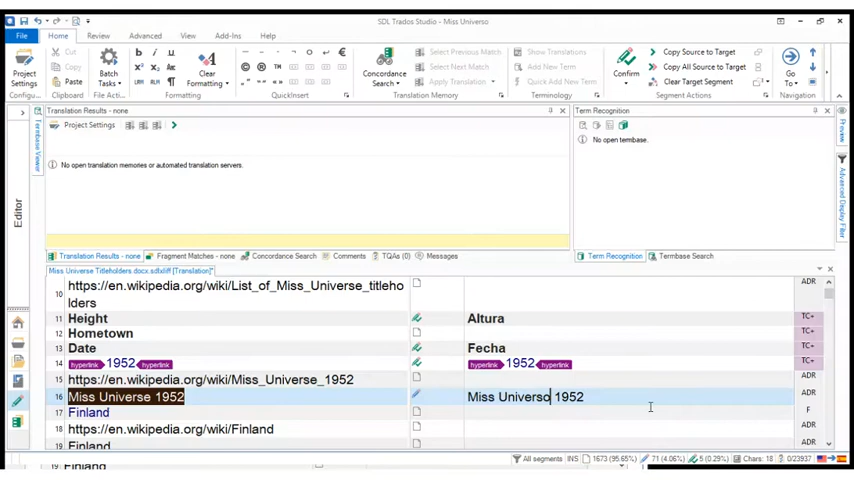 SDL Trados Studio - Miss Universo
File Home Review Advanced View Add-Ins Help
Project Settings
Cut
Copy
Paste
Batch Tasks
Clear Formatting
Concordance Search
Select Previous Match
Select Next Match
Apply Translation
Show Translations
Add New Term
Quick Add New Term
Confirm
Copy Source to Target
Copy All Source to Target
Clear Target Segment
Go To
Configu... Clipboard File Acti... Formatting QuickInsert Translation Memory Terminology Segment Actions Navigation
Translation Results - none
Term Recognition
Project Settings
No open translation memories or automated translation servers.
No open termbase.
Termbase Viewer
Editor
Preview
Advanced Display Filter
Translation Results - none Fragment Matches - none Concordance Search Comments TQAs (0) Messages
Term Recognition Termbase Search
Miss Universe Titleholders.docx.sdlxliff [Translation]*
10 https://en.wikipedia.org/wiki/List_of_Miss_Universe_titleholders ADR
11 Height Altura TC+
12 Hometown TC+
13 Date Fecha TC+
14 hyperlink 1952 hyperlink hyperlink 1952 hyperlink TC+
15 https://en.wikipedia.org/wiki/Miss_Universe_1952 ADR
16 Miss Universe 1952 Miss Universo 1952 ADR
17 Finland F
18 https://en.wikipedia.org/wiki/Finland ADR
19 Finland ADR
All segments INS 1673 (95.65%) 71 (4.06%) 5 (0.29%) Chars: 18 0/23937
19 Finland